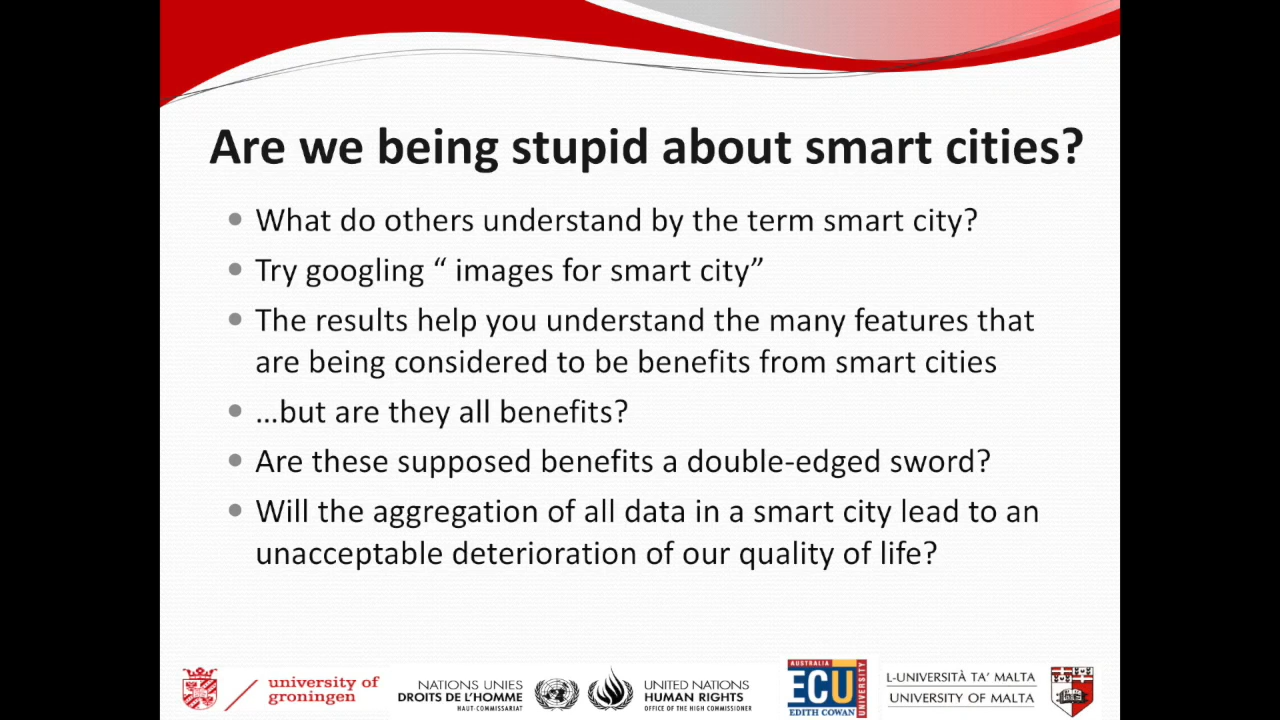 Are we being stupid about smart cities?
What do others understand by the term smart city?
Try googling “ images for smart city”
The results help you understand the many features that
are being considered to be benefits from smart cities
…but are they all benefits?
Are these supposed benefits a double-edged sword?
Will the aggregation of all data in a smart city lead to an
unacceptable deterioration of our quality of life?
university of
groningen
NATIONS UNIES
DROITS DE L'HOMME
HAUT-COMMISSARIAT
UNITED NATIONS
HUMAN RIGHTS
OFFICE OF THE HIGH COMMISSIONER
AUSTRALIA
ECU
EDITH COWAN
UNIVERSITY
L-UNIVERSITÀ TA' MALTA
UNIVERSITY OF MALTA